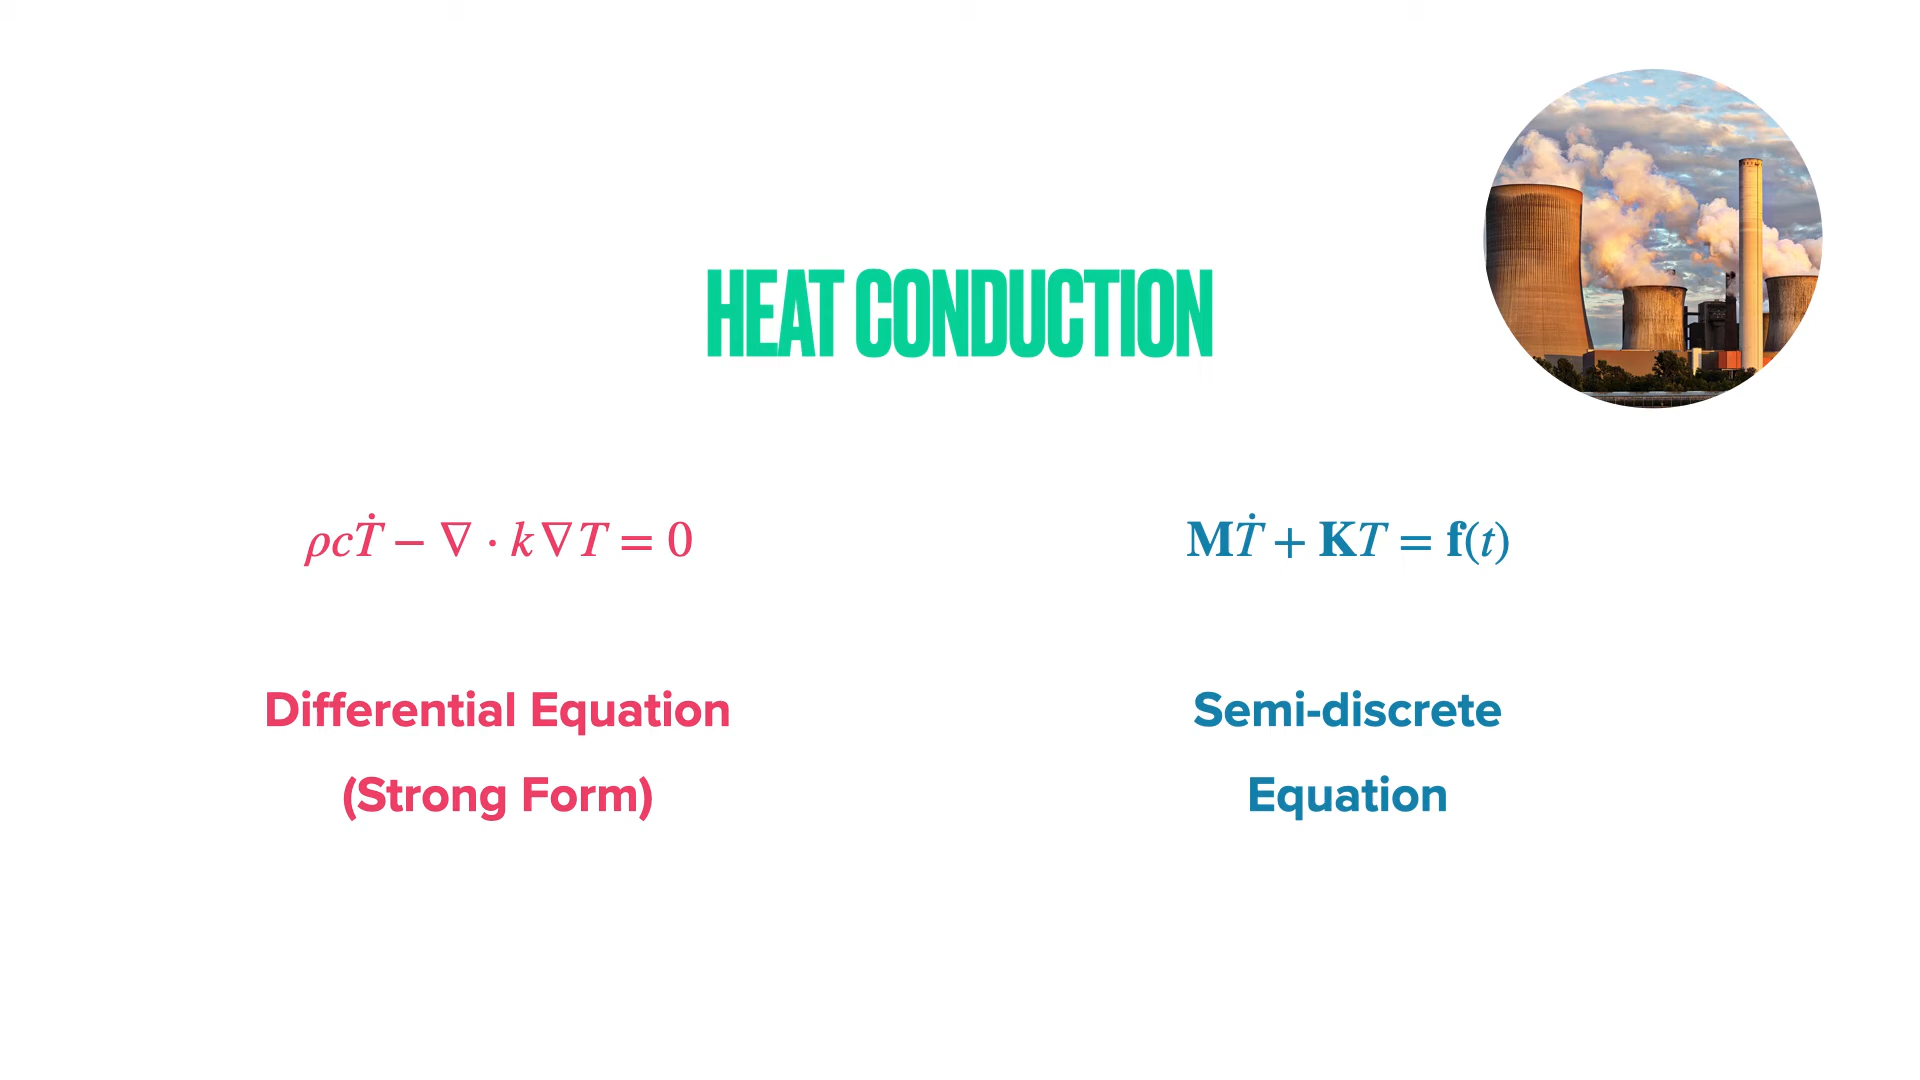 HEAT CONDUCTION
ρcṪ − ∇ · k∇T = 0
MṪ + KT = f(t)
Differential Equation
(Strong Form)
Semi-discrete
Equation